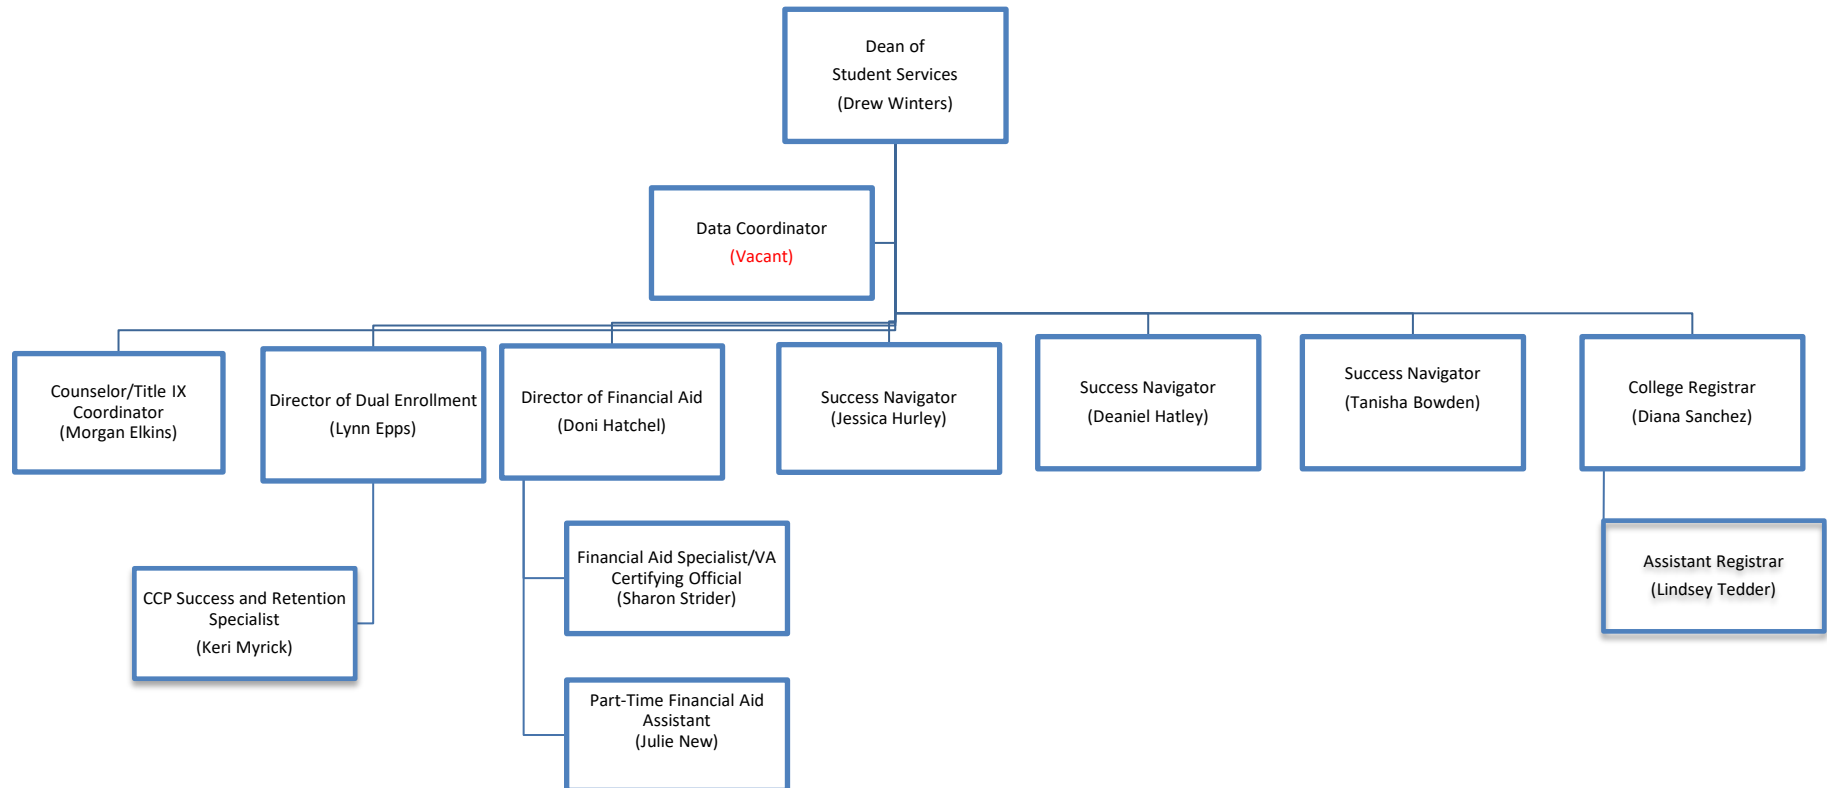 Dean of
Student Services
(Drew Winters)
Data Coordinator
(Vacant)
Counselor/Title IX
Coordinator
(Morgan Elkins)
Director of Dual Enrollment
(Lynn Epps)
Director of Financial Aid
(Doni Hatchel)
Success Navigator
(Jessica Hurley)
Success Navigator
(Deaniel Hatley)
Success Navigator
(Tanisha Bowden)
College Registrar
(Diana Sanchez)
CCP Success and Retention
Specialist
(Keri Myrick)
Financial Aid Specialist/VA
Certifying Official
(Sharon Strider)
Part-Time Financial Aid
Assistant
(Julie New)
Assistant Registrar
(Lindsey Tedder)